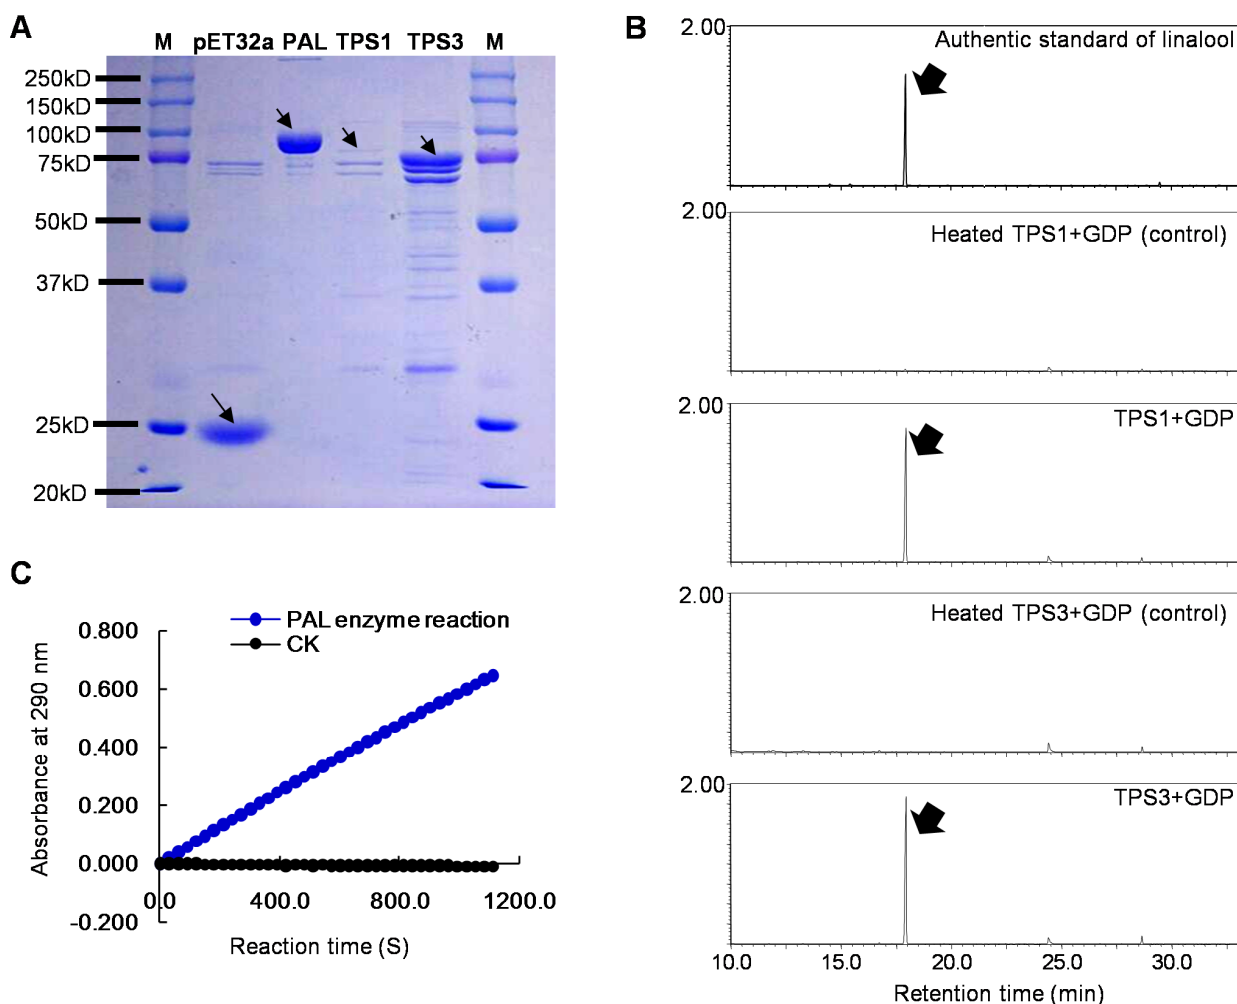 A
M pET32a PAL TPS1 TPS3 M
250kD
150kD
100kD
75kD
50kD
37kD
25kD
20kD
B
2.00
Authentic standard of linalool
2.00
Heated TPS1+GDP (control)
2.00
TPS1+GDP
2.00
Heated TPS3+GDP (control)
2.00
TPS3+GDP
10.0 15.0 20.0 25.0 30.0
Retention time (min)
C
PAL enzyme reaction
CK
Absorbance at 290 nm
0.800
0.600
0.400
0.200
0.000
-0.200
0.0 400.0 800.0 1200.0
Reaction time (S)